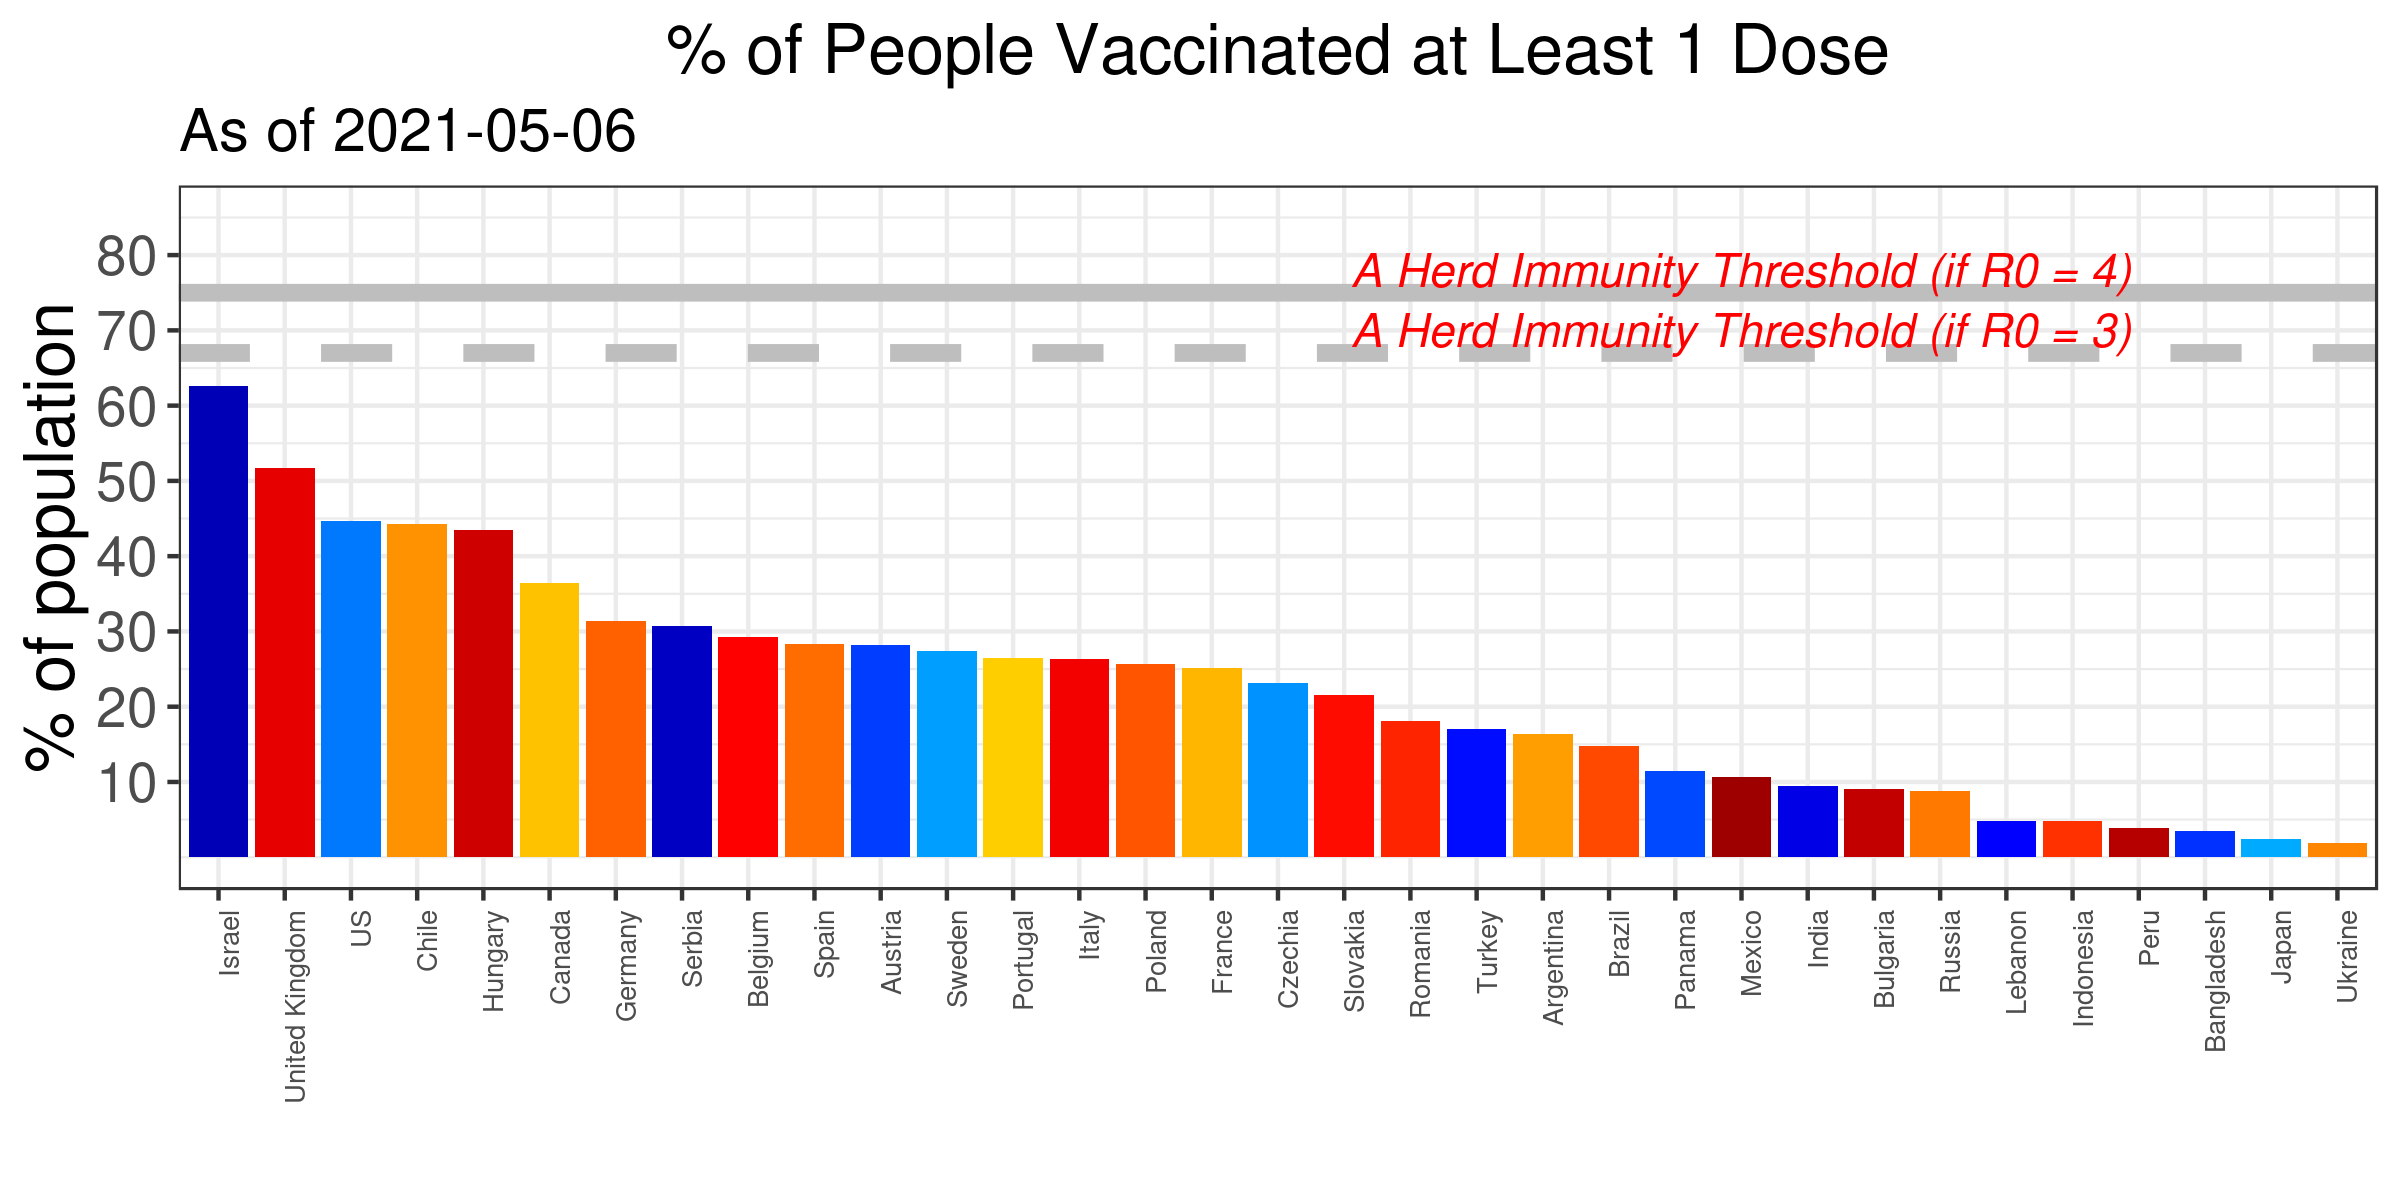 % of People Vaccinated at Least 1 Dose
As of 2021-05-06
% of population
80
70
60
50
40
30
20
10
A Herd Immunity Threshold (if R0 = 4)
A Herd Immunity Threshold (if R0 = 3)
Israel
United Kingdom
US
Chile
Hungary
Canada
Germany
Serbia
Belgium
Spain
Austria
Sweden
Portugal
Italy
Poland
France
Czechia
Slovakia
Romania
Turkey
Argentina
Brazil
Panama
Mexico
India
Bulgaria
Russia
Lebanon
Indonesia
Peru
Bangladesh
Japan
Ukraine